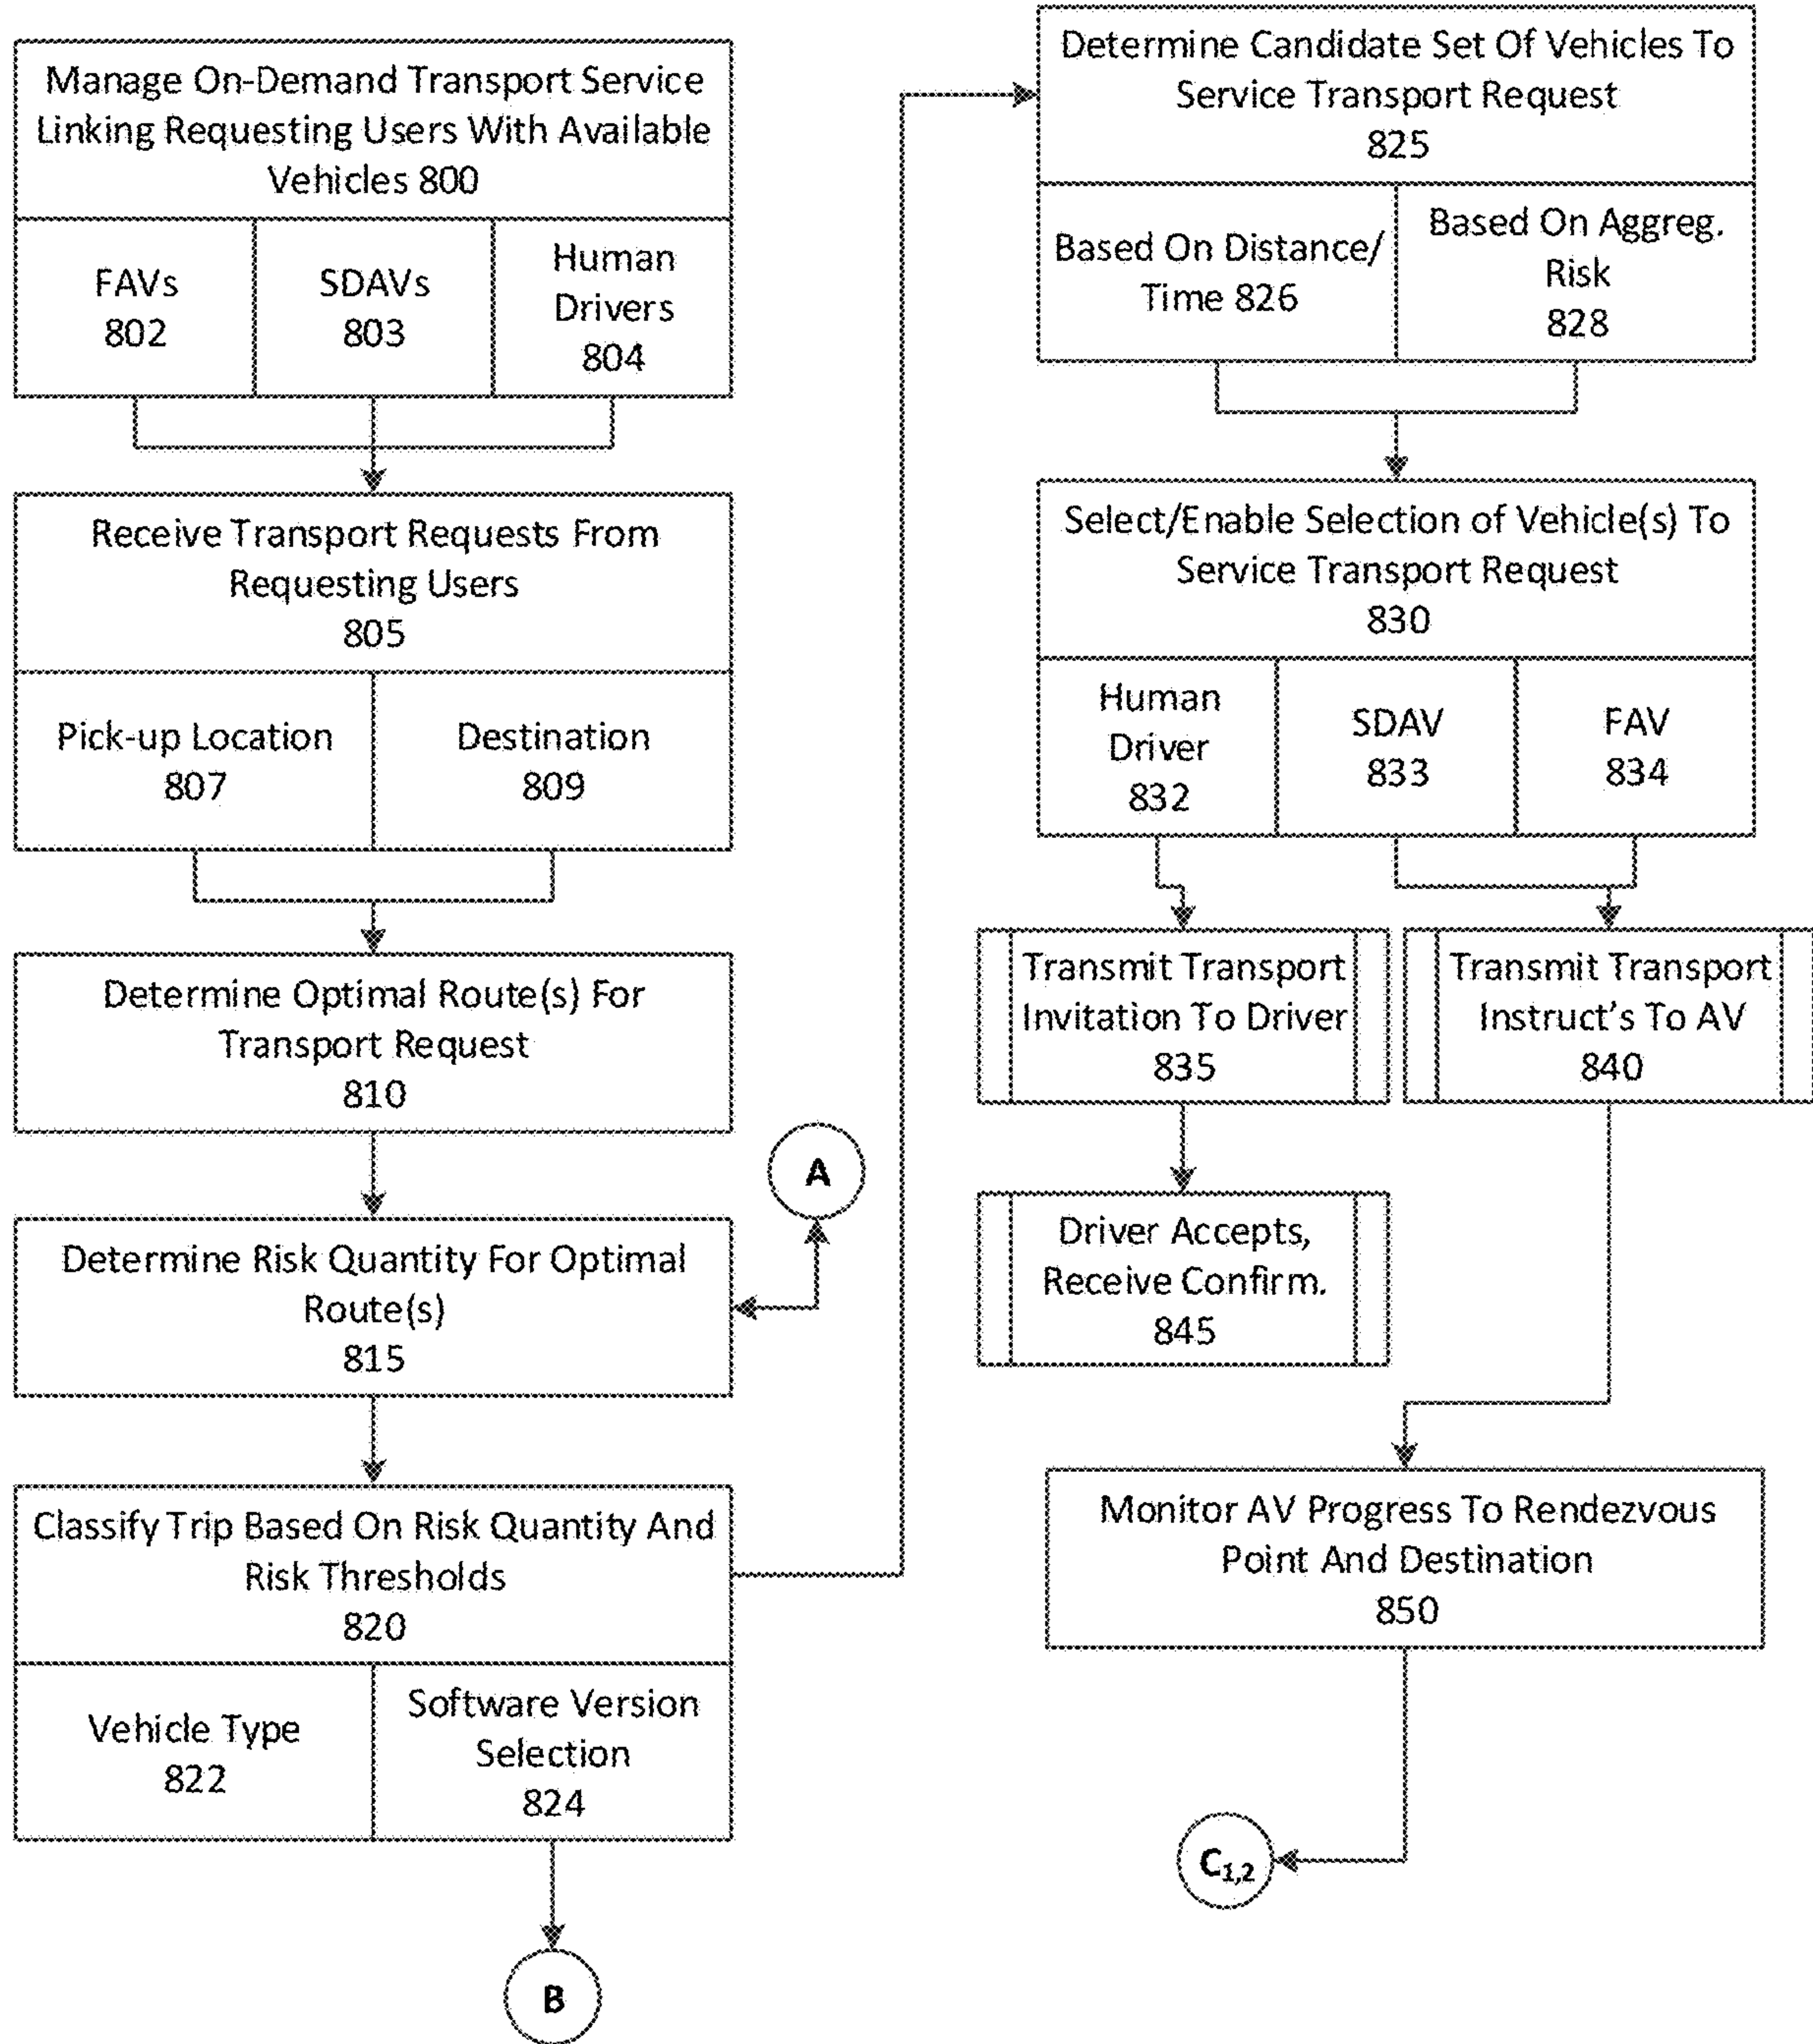 Manage On-Demand Transport Service
Linking Requesting Users With Available
Vehicles 800
FAVs
802
SDAVs
803
Human
Drivers
804
Receive Transport Requests From
Requesting Users
805
Pick-up Location
807
Destination
809
Determine Optimal Route(s) For
Transport Request
810
A
Determine Risk Quantity For Optimal
Route(s)
815
Classify Trip Based On Risk Quantity And
Risk Thresholds
820
Vehicle Type
822
Software Version
Selection
824
B
Determine Candidate Set Of Vehicles To
Service Transport Request
825
Based On Distance/
Time 826
Based On Aggreg.
Risk
828
Select/Enable Selection of Vehicle(s) To
Service Transport Request
830
Human
Driver
832
SDAV
833
FAV
834
Transmit Transport
Invitation To Driver
835
Transmit Transport
Instruct's To AV
840
Driver Accepts,
Receive Confirm.
845
Monitor AV Progress To Rendezvous
Point And Destination
850
C1,2